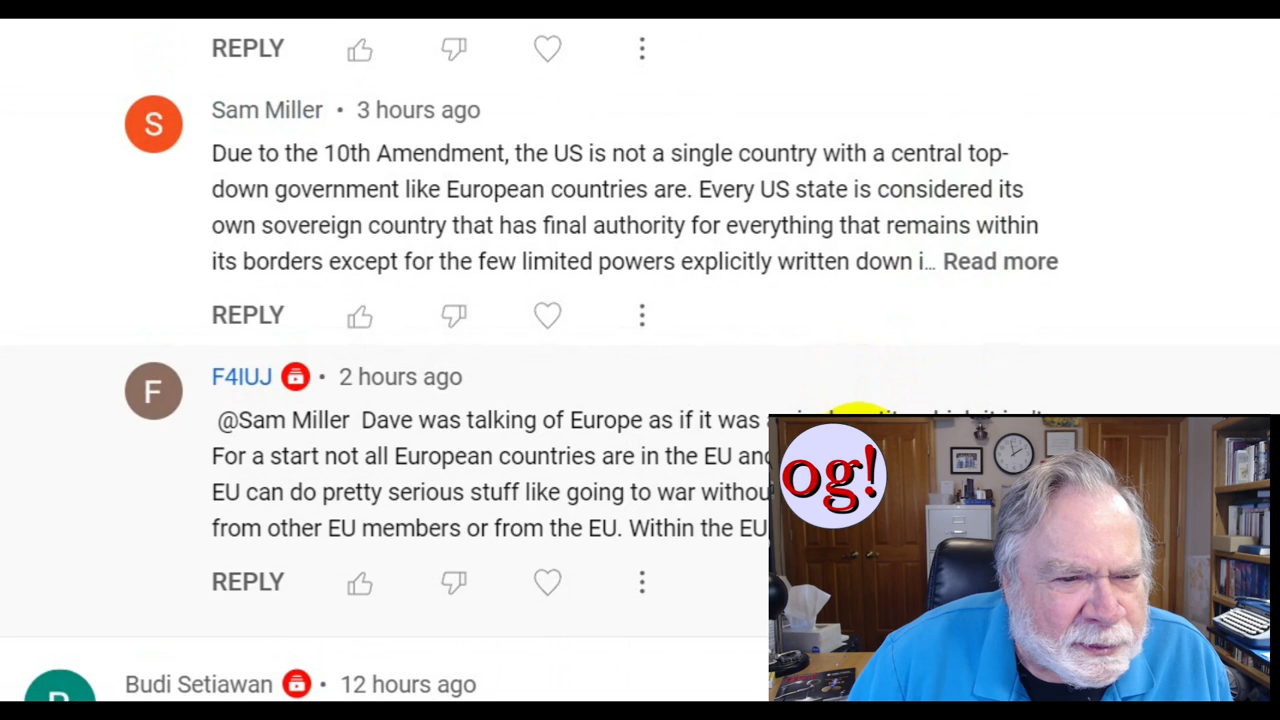 REPLY
S
Sam Miller • 3 hours ago
Due to the 10th Amendment, the US is not a single country with a central top-
down government like European countries are. Every US state is considered its
own sovereign country that has final authority for everything that remains within
its borders except for the few limited powers explicitly written down i... Read more
REPLY
F
F4IUJ • 2 hours ago
@Sam Miller Dave was talking of Europe as if it was a
For a start not all European countries are in the EU
EU can do pretty serious stuff like going to war
from other EU members or from the EU. Within the EU
og!
REPLY
Budi Setiawan • 12 hours ago